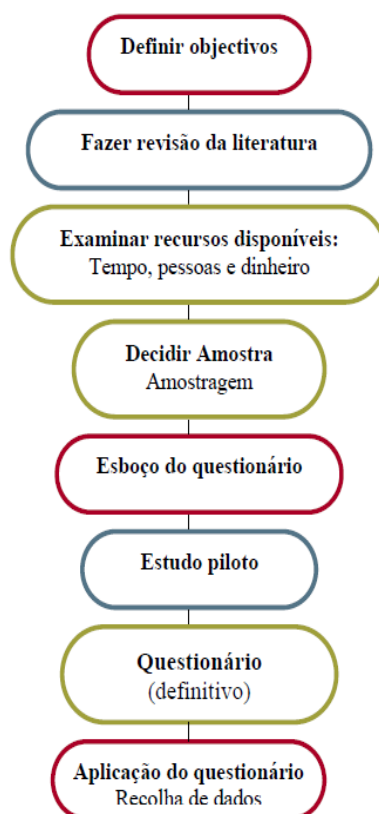 Definir objectivos
Fazer revisão da literatura
Examinar recursos disponíveis:
Tempo, pessoas e dinheiro
Decidir Amostra
Amostragem
Esboço do questionário
Estudo piloto
Questionário
(definitivo)
Aplicação do questionário
Recolha de dados